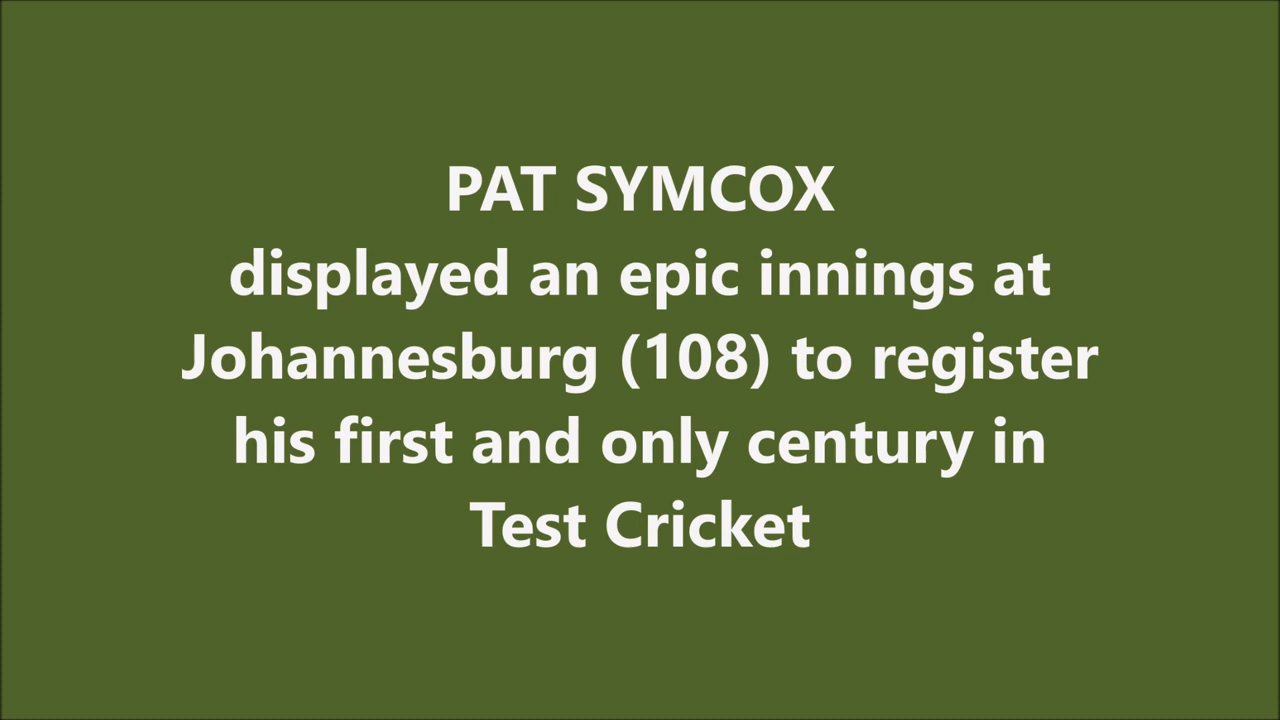 PAT SYMCOX
displayed an epic innings at
Johannesburg (108) to register
his first and only century in
Test Cricket